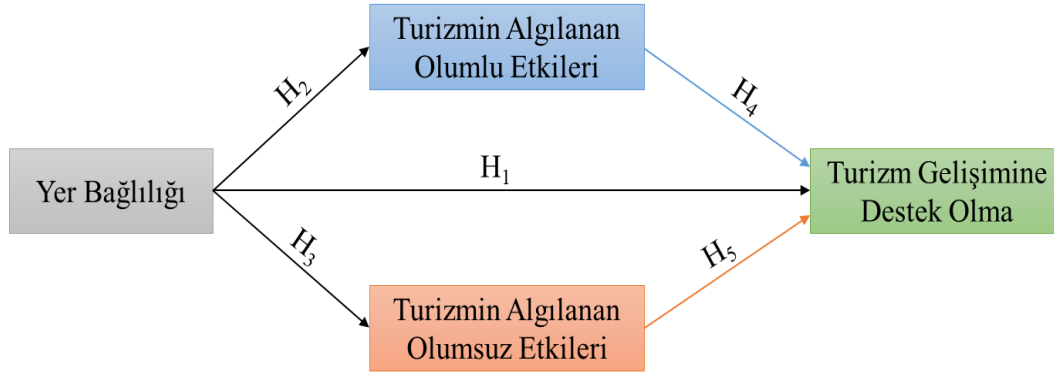 Turizmin Algılanan
Olumlu Etkileri
H₂
H₄
Yer Bağlılığı
H₁
Turizm Gelişimine
Destek Olma
H₃
H₅
Turizmin Algılanan
Olumsuz Etkileri